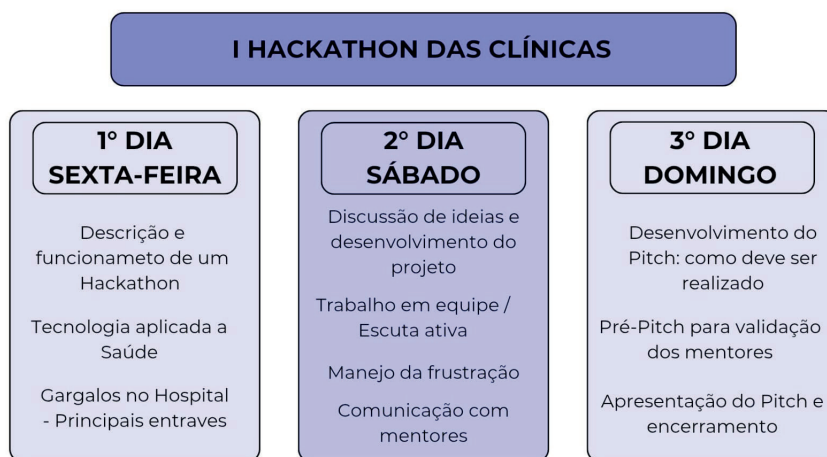 I HACKATHON DAS CLÍNICAS
1° DIA
SEXTA-FEIRA
Descrição e
funcionameto de um
Hackathon
Tecnologia aplicada a
Saúde
Gargalos no Hospital
- Principais entraves
2° DIA
SÁBADO
Discussão de ideias e
desenvolvimento do
projeto
Trabalho em equipe /
Escuta ativa
Manejo da frustração
Comunicação com
mentores
3° DIA
DOMINGO
Desenvolvimento do
Pitch: como deve ser
realizado
Pré-Pitch para validação
dos mentores
Apresentação do Pitch e
encerramento